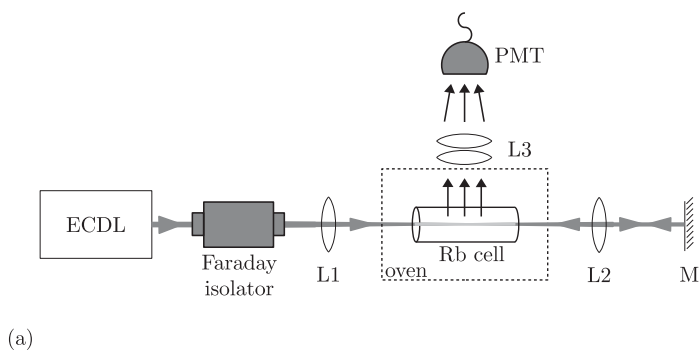 PMT
L3
ECDL
Faraday
isolator
L1
oven
Rb cell
L2
M
(a)